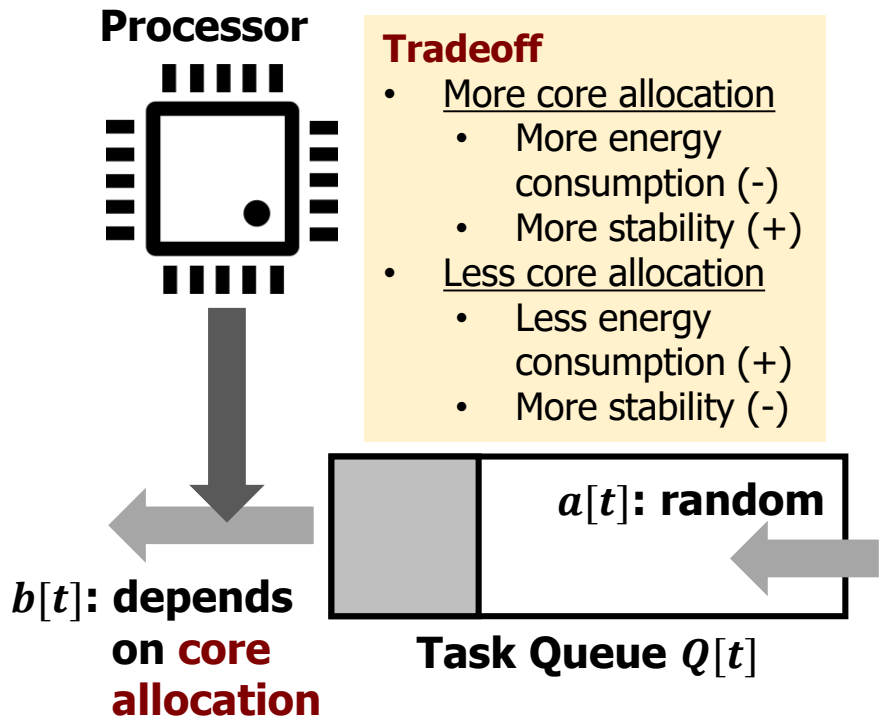 Processor
Tradeoff
• More core allocation
• More energy
consumption (-)
• More stability (+)
• Less core allocation
• Less energy
consumption (+)
• More stability (-)
a[t]: random
b[t]: depends
on core
allocation
Task Queue Q[t]